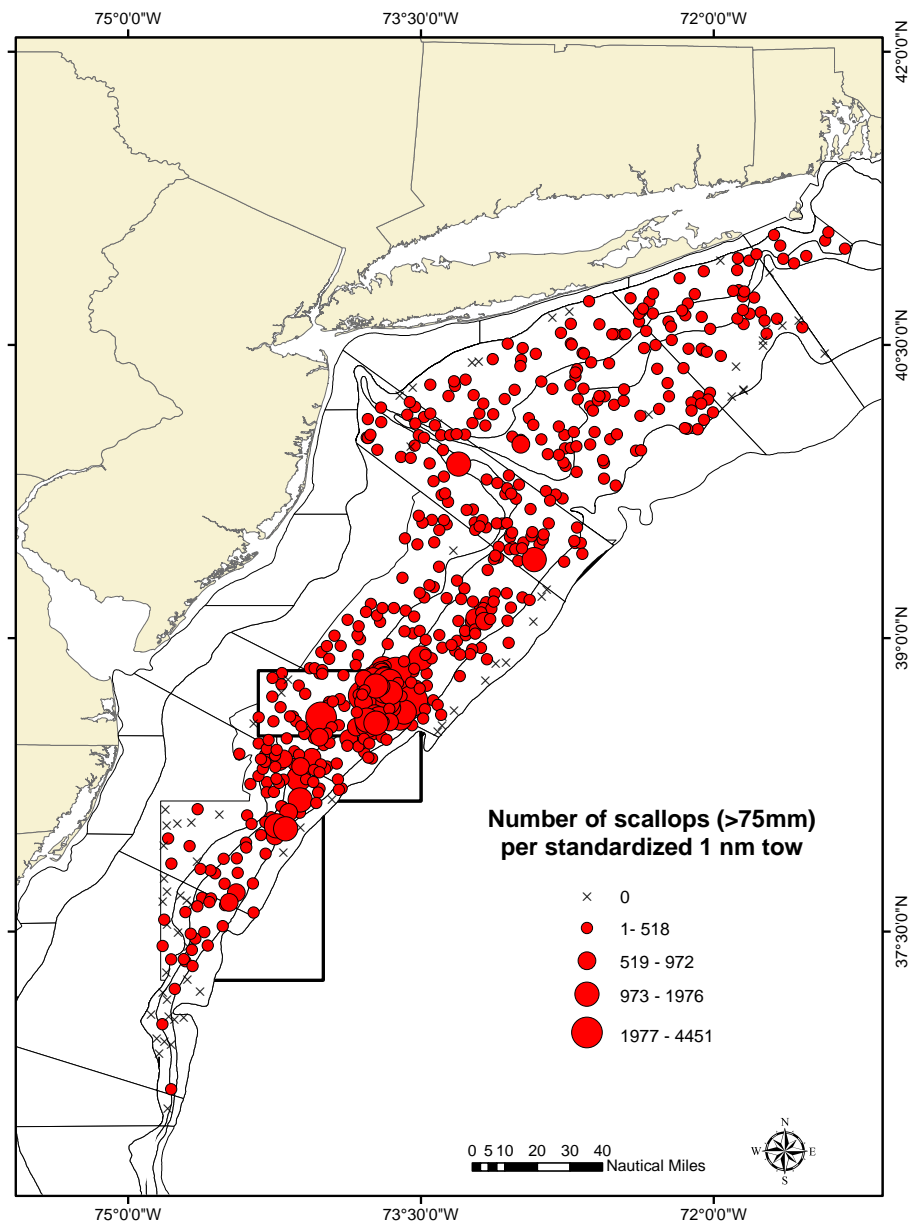 75°0'0"W 73°30'0"W 72°0'0"W
42°0'0"N
40°30'0"N
39°0'0"N
37°30'0"N
Number of scallops (>75mm)
per standardized 1 nm tow
0
1- 518
519 - 972
973 - 1976
1977 - 4451
0 5 10 20 30 40
Nautical Miles
N
W E
S
75°0'0"W 73°30'0"W 72°0'0"W